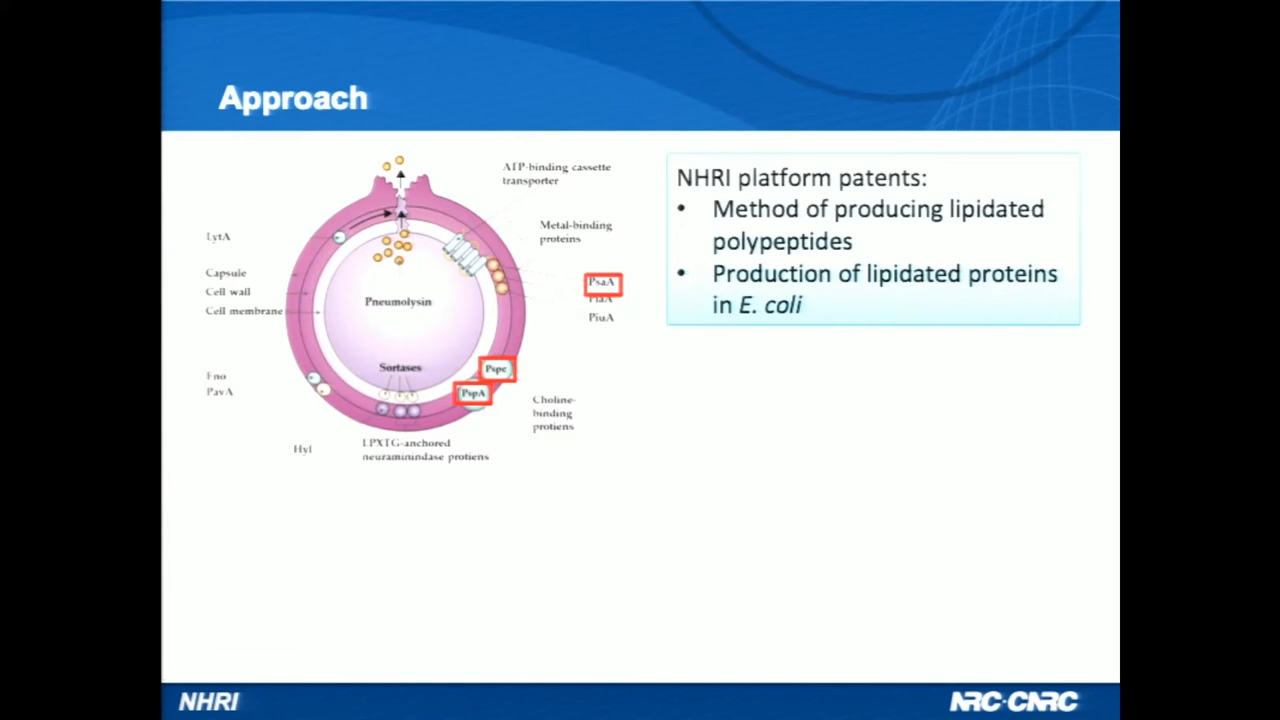 Approach
ATP-binding cassette
transporter
LytA
Metal-binding
proteins
Capsule
Cell wall
Cell membrane
Pneumolysin
PsaA
PiaA
PiuA
Sortases
Eno
PavA
Pspc
PspA
Choline-
binding
protiens
Hyl
LPXTG-anchored
neuraminindase protiens
NHRI platform patents:
• Method of producing lipidated
polypeptides
• Production of lipidated proteins
in E. coli
NHRI
NRC·CNRC